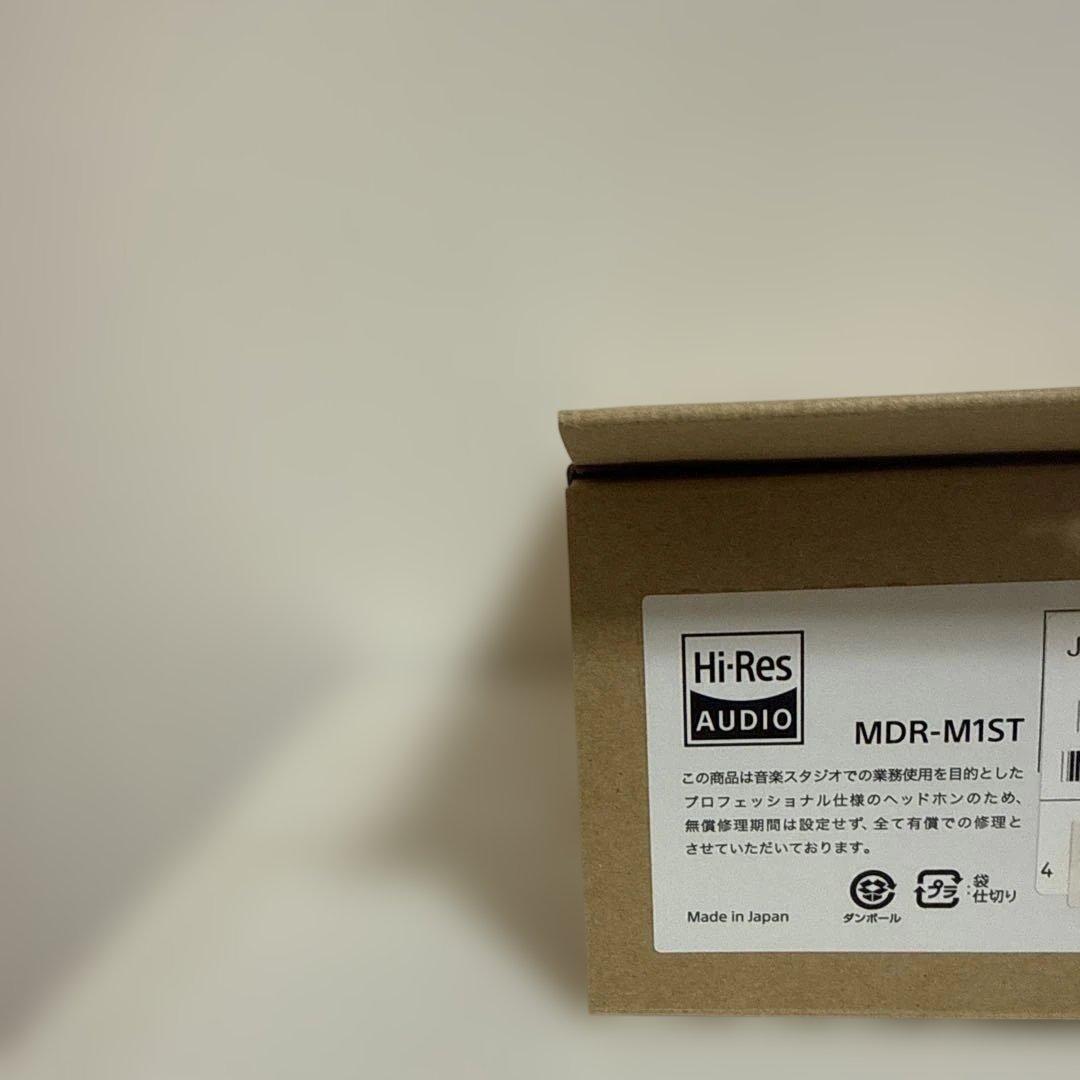 Hi-Res
AUDIO
MDR-M1ST
この商品は音楽スタジオでの業務使用を目的とした
プロフェッショナル仕様のヘッドホンのため、
無償修理期間は設定せず、全て有償での修理と
させていただいております。
ダンボール
プラ
:袋
仕切り
Made in Japan
J
4